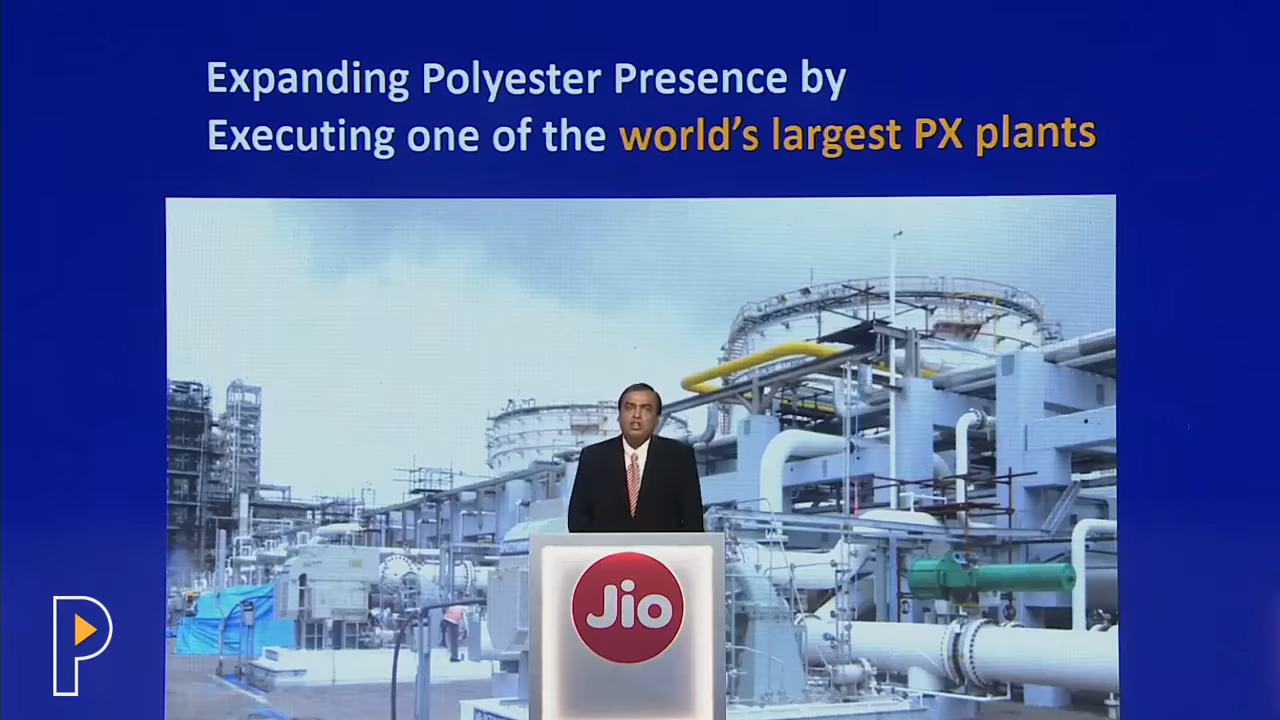 Expanding Polyester Presence by
Executing one of the world's largest PX plants
Jio
P